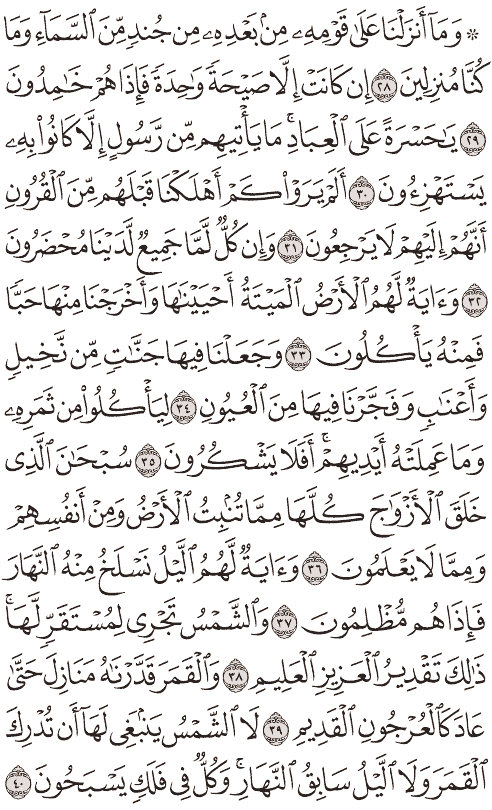 ۞ وَمَآ أَنزَلْنَا عَلَىٰ قَوْمِهِۦ مِنۢ بَعْدِهِۦ مِن جُندٍ مِّنَ ٱلسَّمَآءِ وَمَا
كُنَّا مُنزِلِينَ ٢٨ إِن كَانَتْ إِلَّا صَيْحَةً وَٰحِدَةً فَإِذَا هُمْ خَـٰمِدُونَ
٢٩ يَـٰحَسْرَةً عَلَى ٱلْعِبَادِ ۚ مَا يَأْتِيهِم مِّن رَّسُولٍ إِلَّا كَانُوا۟ بِهِۦ
يَسْتَهْزِءُونَ ٣٠ أَلَمْ يَرَوْا۟ كَمْ أَهْلَكْنَا قَبْلَهُم مِّنَ ٱلْقُرُونِ
أَنَّهُمْ إِلَيْهِمْ لَا يَرْجِعُونَ ٣١ وَإِن كُلٌّ لَّمَّا جَمِيعٌ لَّدَيْنَا مُحْضَرُونَ
٣٢ وَءَايَةٌ لَّهُمُ ٱلْأَرْضُ ٱلْمَيْتَةُ أَحْيَيْنَـٰهَا وَأَخْرَجْنَا مِنْهَا حَبًّا
فَمِنْهُ يَأْكُلُونَ ٣٣ وَجَعَلْنَا فِيهَا جَنَّـٰتٍ مِّن نَّخِيلٍ
وَأَعْنَـٰبٍ وَفَجَّرْنَا فِيهَا مِنَ ٱلْعُيُونِ ٣٤ لِيَأْكُلُوا۟ مِن ثَمَرِهِۦ
وَمَا عَمِلَتْهُ أَيْدِيهِمْ ۖ أَفَلَا يَشْكُرُونَ ٣٥ سُبْحَـٰنَ ٱلَّذِى
خَلَقَ ٱلْأَزْوَٰجَ كُلَّهَا مِمَّا تُنۢبِتُ ٱلْأَرْضُ وَمِنْ أَنفُسِهِمْ
وَمِمَّا لَا يَعْلَمُونَ ٣٦ وَءَايَةٌ لَّهُمُ ٱلَّيْلُ نَسْلَخُ مِنْهُ ٱلنَّهَارَ
فَإِذَا هُم مُّظْلِمُونَ ٣٧ وَٱلشَّمْسُ تَجْرِى لِمُسْتَقَرٍّ لَّهَا ۚ
ذَٰلِكَ تَقْدِيرُ ٱلْعَزِيزِ ٱلْعَلِيمِ ٣٨ وَٱلْقَمَرَ قَدَّرْنَـٰهُ مَنَازِلَ حَتَّىٰ
عَادَ كَٱلْعُرْجُونِ ٱلْقَدِيمِ ٣٩ لَا ٱلشَّمْسُ يَنۢبَغِى لَهَآ أَن تُدْرِكَ
ٱلْقَمَرَ وَلَا ٱلَّيْلُ سَابِقُ ٱلنَّهَارِ ۚ وَكُلٌّ فِى فَلَكٍ يَسْبَحُونَ ٤٠